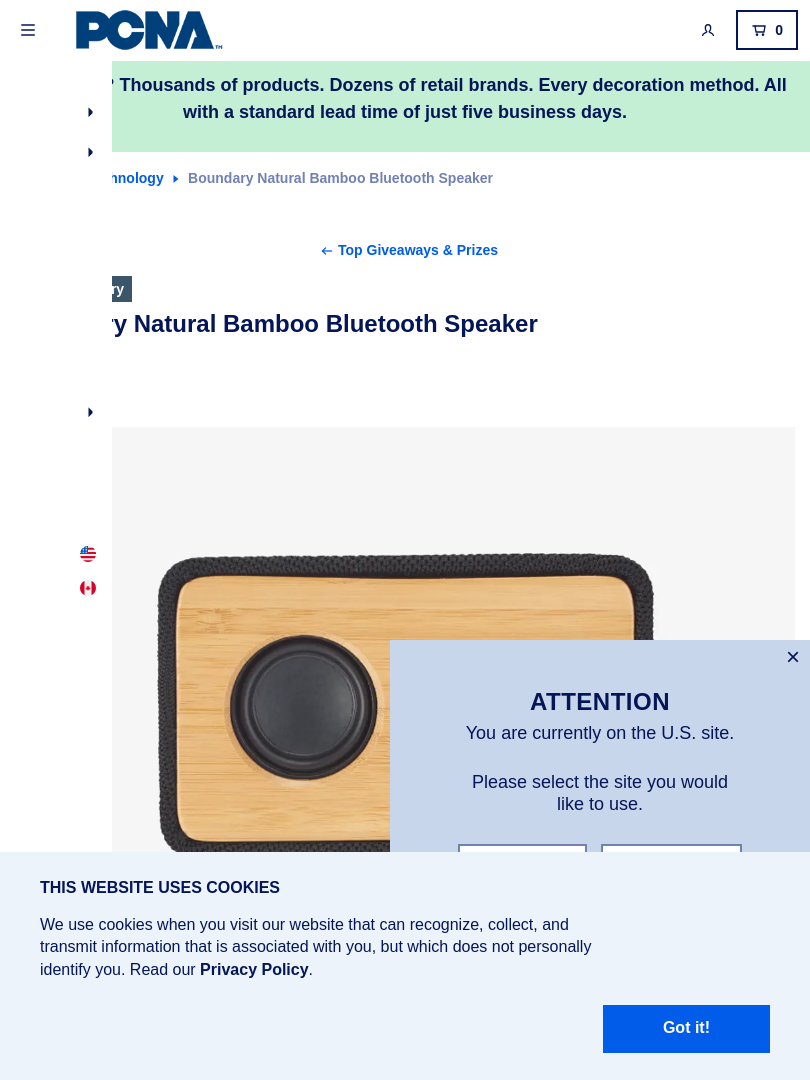 PCNA™
0
? Thousands of products. Dozens of retail brands. Every decoration method. All
with a standard lead time of just five business days.
hnology Boundary Natural Bamboo Bluetooth Speaker
Top Giveaways & Prizes
ry
ry Natural Bamboo Bluetooth Speaker
ATTENTION
You are currently on the U.S. site.
Please select the site you would
like to use.
THIS WEBSITE USES COOKIES
We use cookies when you visit our website that can recognize, collect, and
transmit information that is associated with you, but which does not personally
identify you. Read our Privacy Policy.
Got it!